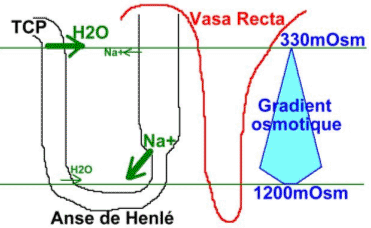 TCP
H2O
Na+
Vasa Recta
330mOsm
Gradient
osmotique
Na+
H2O
1200mOsm
Anse de Henlé